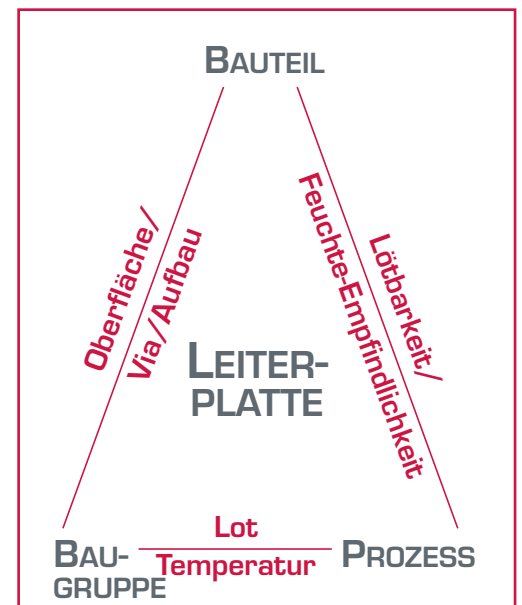 BAUTEIL
Oberfläche/
Via/Aufbau
Lötbarkeit/
Feuchte-Empfindlichkeit
LEITER-
PLATTE
Lot
Temperatur
BAU-
GRUPPE
PROZESS